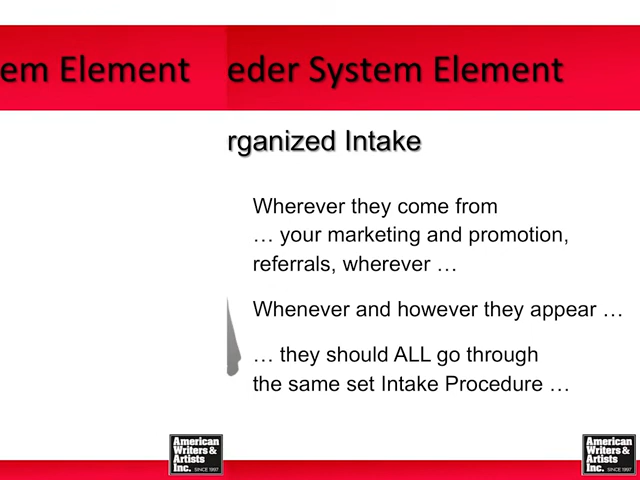 em Element
eder System Element
rganized Intake
Wherever they come from
… your marketing and promotion,
referrals, wherever …
Whenever and however they appear …
… they should ALL go through
the same set Intake Procedure …
American
Writers &
Artists
Inc. SINCE 1997
American
Writers &
Artists
Inc. SINCE 1997